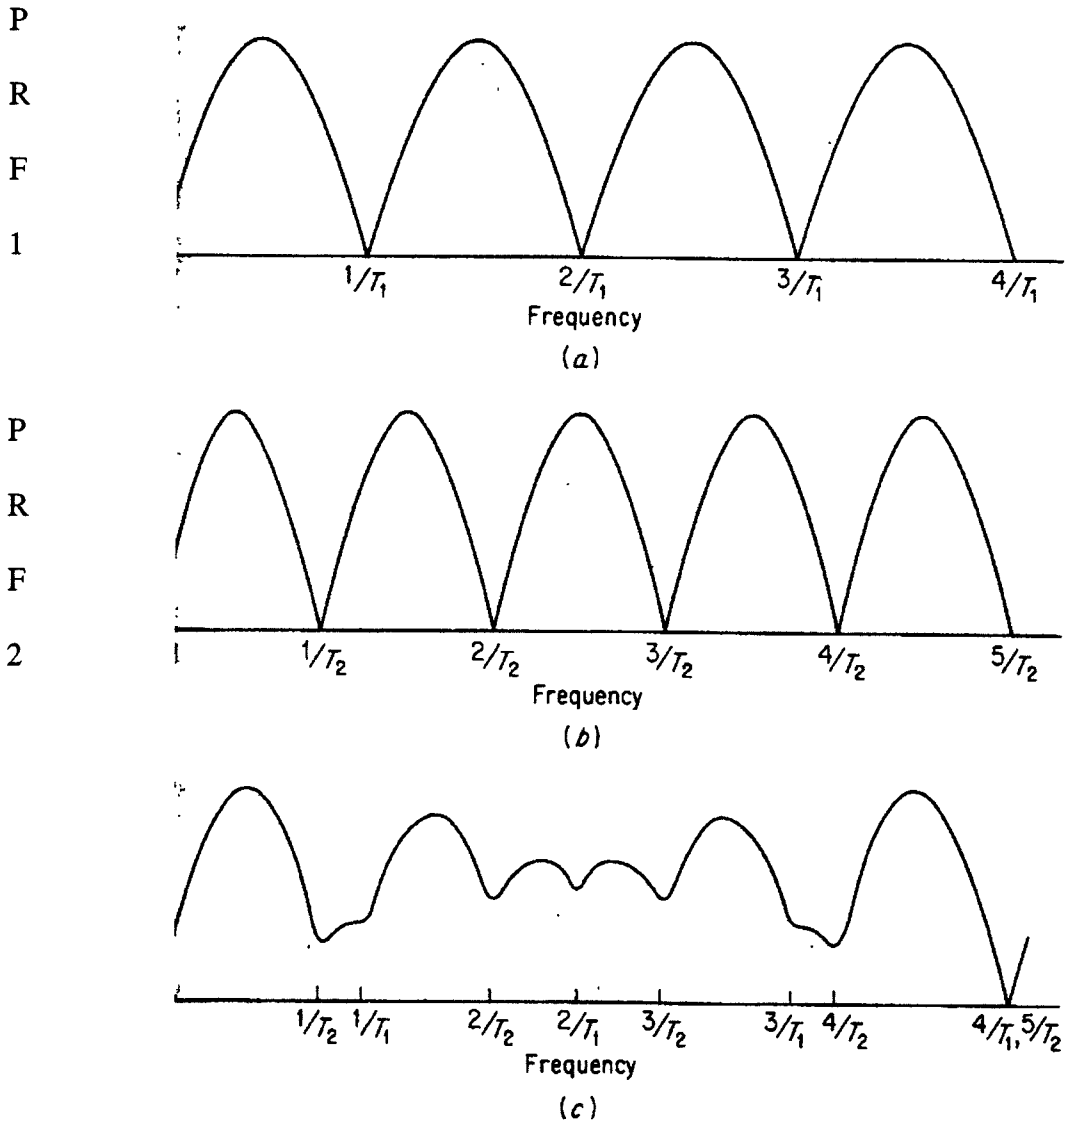 P
R
F
1
1/T₁ 2/T₁ 3/T₁ 4/T₁
Frequency
(a)
P
R
F
2
1/T₂ 2/T₂ 3/T₂ 4/T₂ 5/T₂
Frequency
(b)
1/T₂ 1/T₁ 2/T₂ 2/T₁ 3/T₂ 3/T₁ 4/T₂ 4/T₁, 5/T₂
Frequency
(c)